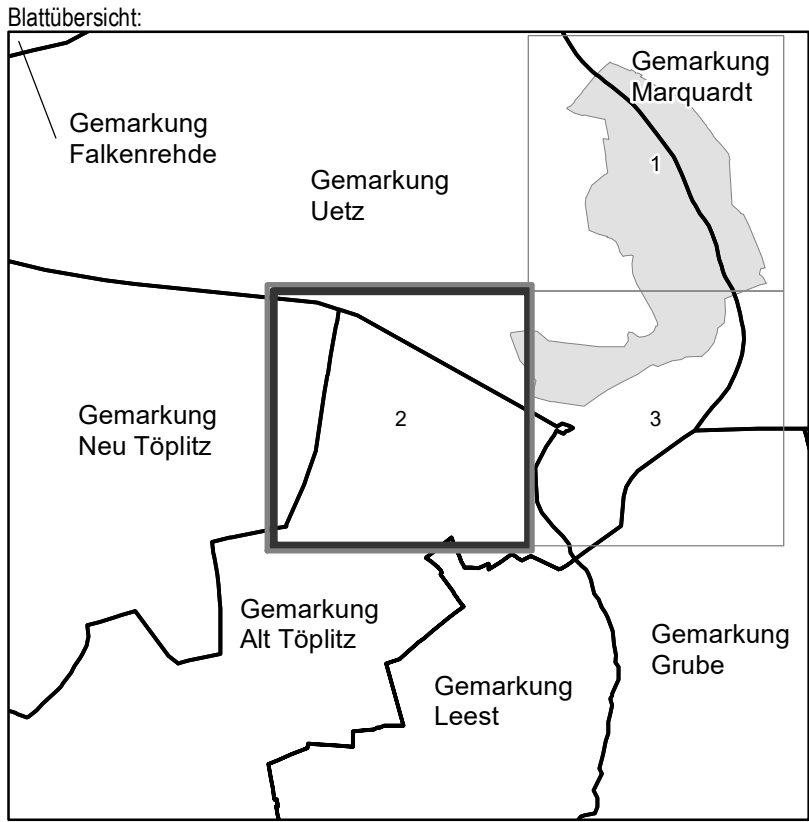 Blattübersicht:
Gemarkung
Marquardt
Gemarkung
Falkenrehde
1
Gemarkung
Uetz
Gemarkung
Neu Töplitz
2
3
Gemarkung
Alt Töplitz
Gemarkung
Grube
Gemarkung
Leest